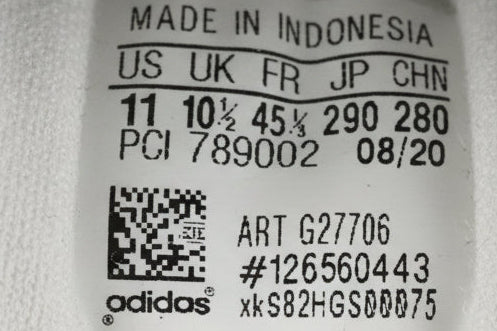 MADE IN INDONESIA
US UK FR JP CHN
11 10½ 45⅓ 290 280
PCI 789002 08/20
ART G27706
#126560443
adidas® xkS82HGS00075
®